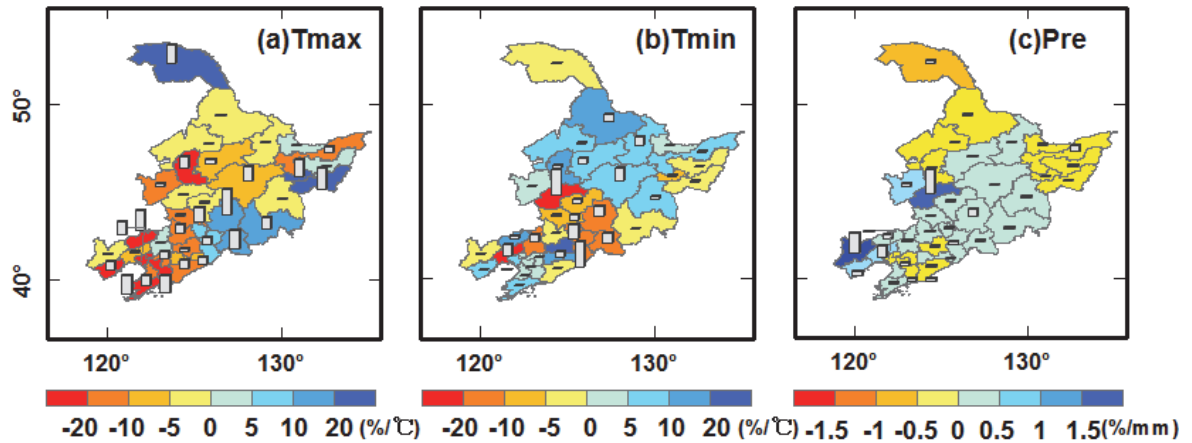 (a)Tmax (b)Tmin (c)Pre
50°
40°
120° 130° 120° 130° 120° 130°
-20 -10 -5 0 5 10 20 (%/℃) -20 -10 -5 0 5 10 20 (%/℃) -1.5 -1 -0.5 0 0.5 1 1.5(%/mm)